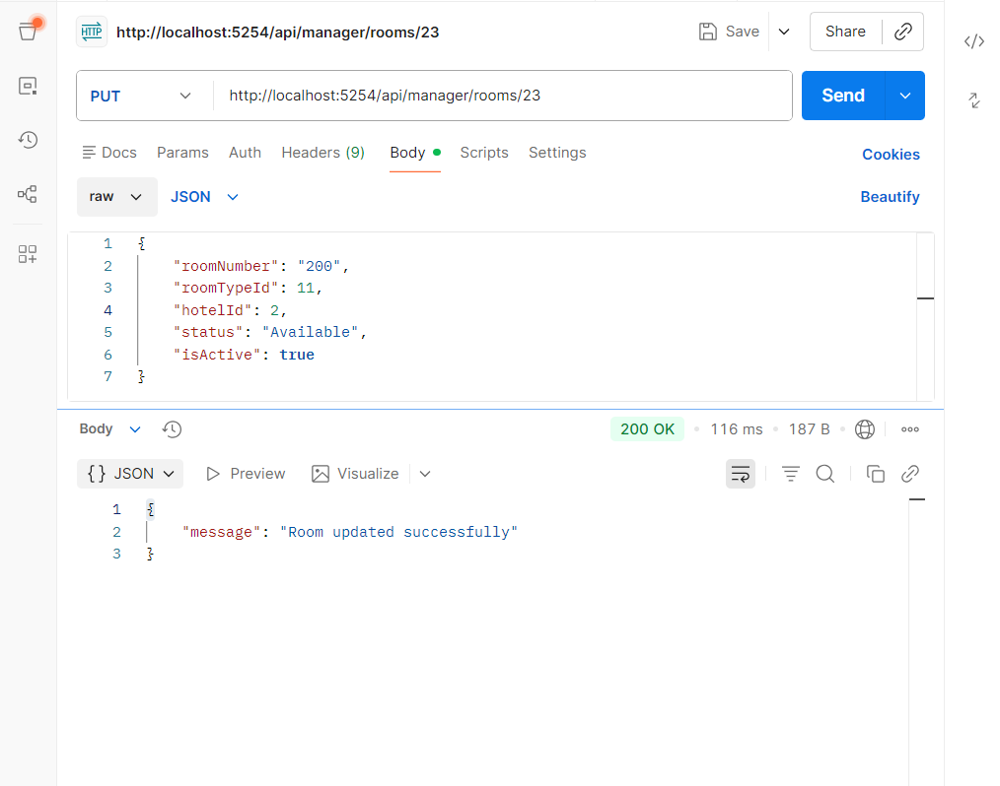 HTTP http://localhost:5254/api/manager/rooms/23 Save Share
PUT http://localhost:5254/api/manager/rooms/23 Send
Docs Params Auth Headers (9) Body Scripts Settings Cookies
raw JSON Beautify
1 {
2 "roomNumber": "200",
3 "roomTypeId": 11,
4 "hotelId": 2,
5 "status": "Available",
6 "isActive": true
7 }
Body 200 OK 116 ms 187 B
{} JSON Preview Visualize
1 {
2 "message": "Room updated successfully"
3 }